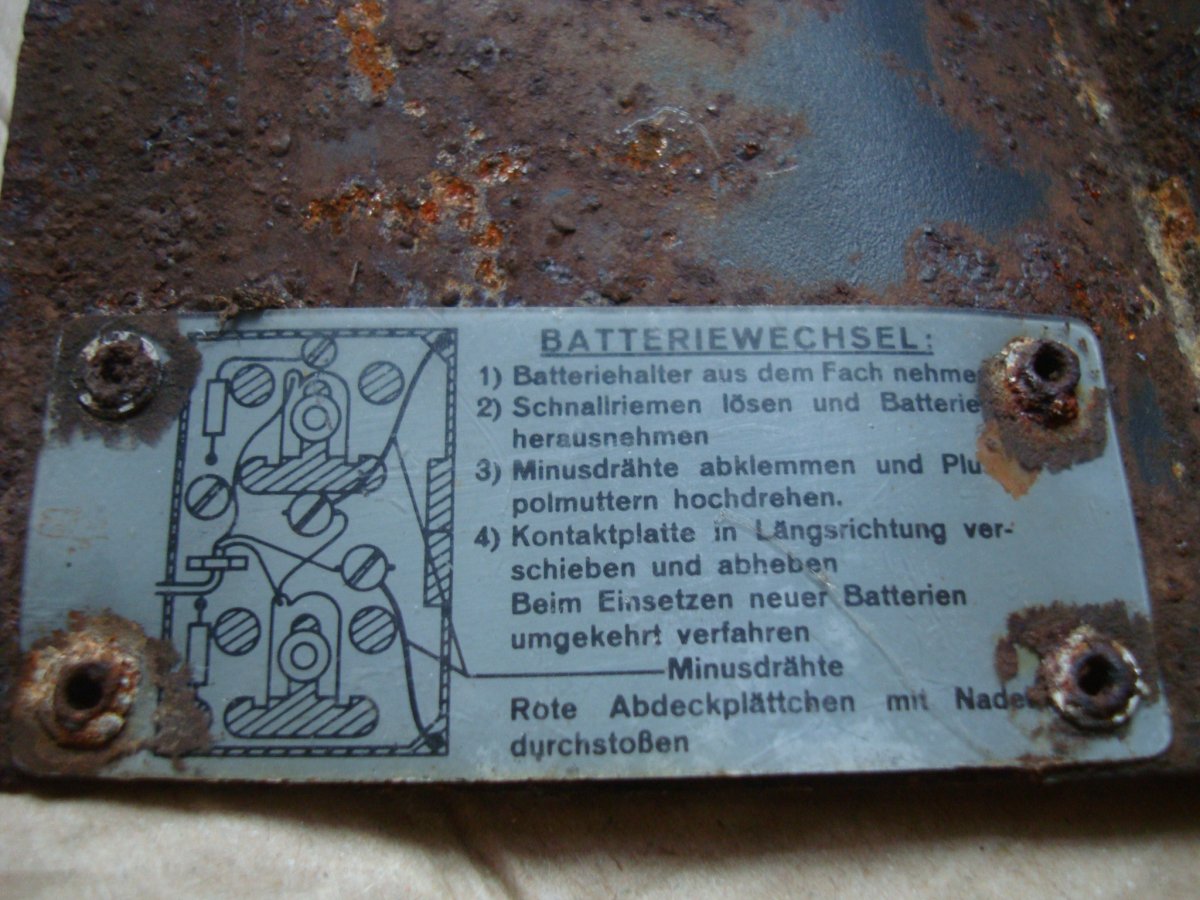 BATTERIEWECHSEL:
1) Batteriehalter aus dem Fach nehme
2) Schnallriemen lösen und Batterie
herausnehmen
3) Minusdrähte abklemmen und Plu
polmuttern hochdrehen.
4) Kontaktplatte in Längsrichtung ver-
schieben und abheben
Beim Einsetzen neuer Batterien
umgekehrt verfahren
Minusdrähte
Rote Abdeckplättchen mit Nadel
durchstoßen